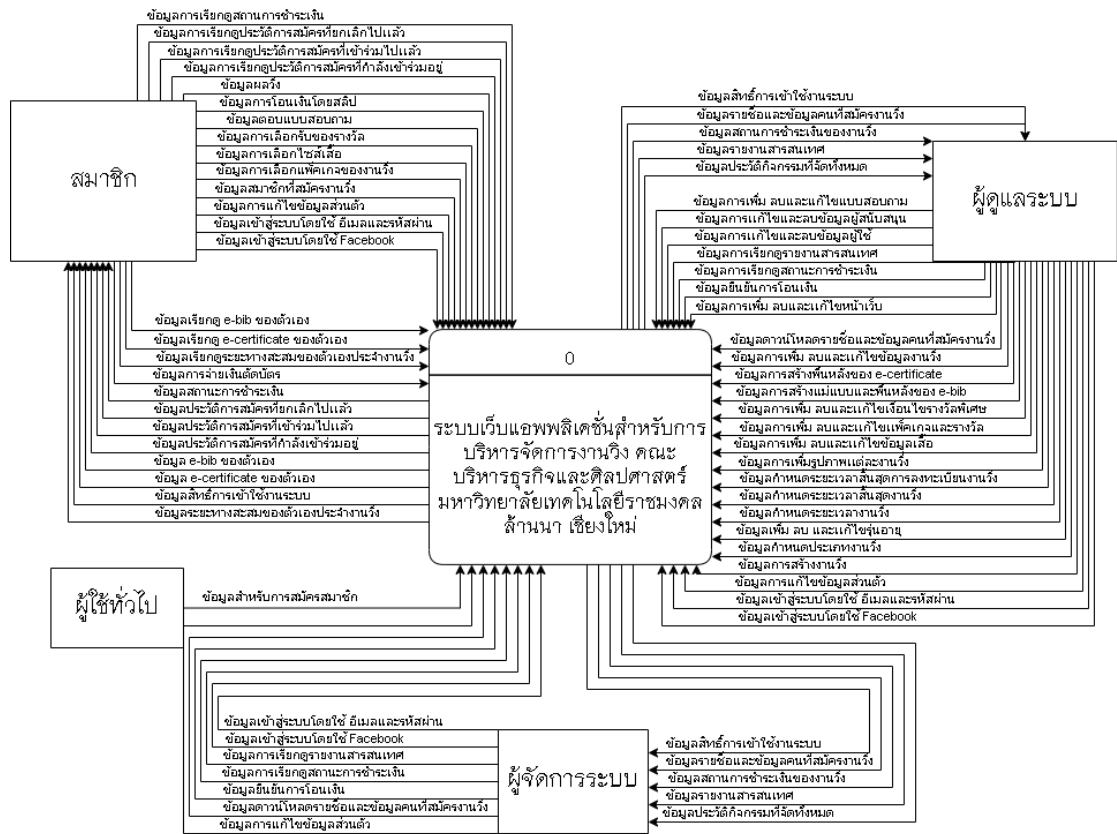 ข้อมูลการเรียกดูสถานการชำระเงิน
ข้อมูลการเรียกดูประวัติการสมัครที่ยกเลิกไปแล้ว
ข้อมูลการเรียกดูประวัติการสมัครที่เข้าร่วมไปแล้ว
ข้อมูลการเรียกดูประวัติการสมัครที่กำลังเข้าร่วมอยู่
ข้อมูลผลวิ่ง
ข้อมูลการโอนเงินโดยสลิป
ข้อมูลตอบแบบสอบถาม
ข้อมูลการเลือกรับของรางวัล
ข้อมูลการเลือกไซส์เสื้อ
ข้อมูลการเลือกแพ็คเกจของงานวิ่ง
ข้อมูลสมาชิกที่สมัครงานวิ่ง
ข้อมูลการแก้ไขข้อมูลส่วนตัว
ข้อมูลเข้าสู่ระบบโดยใช้ อีเมลและรหัสผ่าน
ข้อมูลเข้าสู่ระบบโดยใช้ Facebook
สมาชิก
ข้อมูลเรียกดู e-bib ของตัวเอง
ข้อมูลเรียกดู e-certificate ของตัวเอง
ข้อมูลเรียกดูระยะทางสะสมของตัวเองประจำงานวิ่ง
ข้อมูลการจ่ายเงินตัดบัตร
ข้อมูลสถานะการชำระเงิน
ข้อมูลประวัติการสมัครที่ยกเลิกไปแล้ว
ข้อมูลประวัติการสมัครที่เข้าร่วมไปแล้ว
ข้อมูลประวัติการสมัครที่กำลังเข้าร่วมอยู่
ข้อมูล e-bib ของตัวเอง
ข้อมูล e-certificate ของตัวเอง
ข้อมูลสิทธิ์การเข้าใช้งานระบบ
ข้อมูลระยะทางสะสมของตัวเองประจำงานวิ่ง
ข้อมูลสิทธิ์การเข้าใช้งานระบบ
ข้อมูลรายชื่อและข้อมูลคนที่สมัครงานวิ่ง
ข้อมูลสถานการชำระเงินของงานวิ่ง
ข้อมูลรายงานสารสนเทศ
ข้อมูลประวัติกิจกรรมที่จัดทั้งหมด
ผู้ดูแลระบบ
ข้อมูลการเพิ่ม ลบและแก้ไขแบบสอบถาม
ข้อมูลการแก้ไขและลบข้อมูลผู้สนับสนุน
ข้อมูลการแก้ไขและลบข้อมูลผู้ใช้
ข้อมูลการเรียกดูรายงานสารสนเทศ
ข้อมูลการเรียกดูสถานะการชำระเงิน
ข้อมูลยืนยันการโอนเงิน
ข้อมูลการเพิ่ม ลบและแก้ไขหน้าเว็บ
0
ระบบเว็บแอพพลิเคชั่นสำหรับการ
บริหารจัดการงานวิ่ง คณะ
บริหารธุรกิจและศิลปศาสตร์
มหาวิทยาลัยเทคโนโลยีราชมงคล
ล้านนา เชียงใหม่
ข้อมูลดาวน์โหลดรายชื่อและข้อมูลคนที่สมัครงานวิ่ง
ข้อมูลการเพิ่ม ลบและแก้ไขข้อมูลงานวิ่ง
ข้อมูลการสร้างพื้นหลังของ e-certificate
ข้อมูลการสร้างแม่แบบและพื้นหลังของ e-bib
ข้อมูลการเพิ่ม ลบและแก้ไขเงื่อนไขรางวัลพิเศษ
ข้อมูลการเพิ่ม ลบและแก้ไขแพ็คเกจและรางวัล
ข้อมูลการเพิ่ม ลบและแก้ไขข้อมูลเสื้อ
ข้อมูลการเพิ่มรูปภาพแต่ละงานวิ่ง
ข้อมูลกำหนดระยะเวลาสิ้นสุดการลงทะเบียนงานวิ่ง
ข้อมูลกำหนดระยะเวลาสิ้นสุดงานวิ่ง
ข้อมูลกำหนดระยะเวลางานวิ่ง
ข้อมูลเพิ่ม ลบ และแก้ไขรุ่นอายุ
ข้อมูลกำหนดประเภทงานวิ่ง
ข้อมูลการสร้างงานวิ่ง
ข้อมูลการแก้ไขข้อมูลส่วนตัว
ข้อมูลเข้าสู่ระบบโดยใช้ อีเมลและรหัสผ่าน
ข้อมูลเข้าสู่ระบบโดยใช้ Facebook
ผู้ใช้ทั่วไป
ข้อมูลสำหรับการสมัครสมาชิก
ข้อมูลเข้าสู่ระบบโดยใช้ อีเมลและรหัสผ่าน
ข้อมูลเข้าสู่ระบบโดยใช้ Facebook
ข้อมูลการเรียกดูรายงานสารสนเทศ
ข้อมูลการเรียกดูสถานะการชำระเงิน
ข้อมูลยืนยันการโอนเงิน
ข้อมูลดาวน์โหลดรายชื่อและข้อมูลคนที่สมัครงานวิ่ง
ข้อมูลการแก้ไขข้อมูลส่วนตัว
ผู้จัดการระบบ
ข้อมูลสิทธิ์การเข้าใช้งานระบบ
ข้อมูลรายชื่อและข้อมูลคนที่สมัครงานวิ่ง
ข้อมูลสถานการชำระเงินของงานวิ่ง
ข้อมูลรายงานสารสนเทศ
ข้อมูลประวัติกิจกรรมที่จัดทั้งหมด